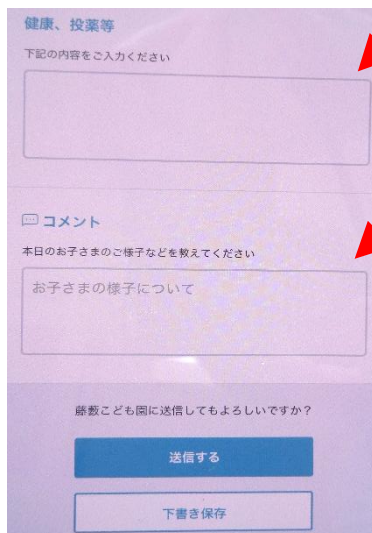 健康、投薬等
下記の内容をご入力ください
コメント
本日のお子さまのご様子などを教えてください
お子さまの様子について
藤藪こども園に送信してもよろしいですか？
送信する
下書き保存